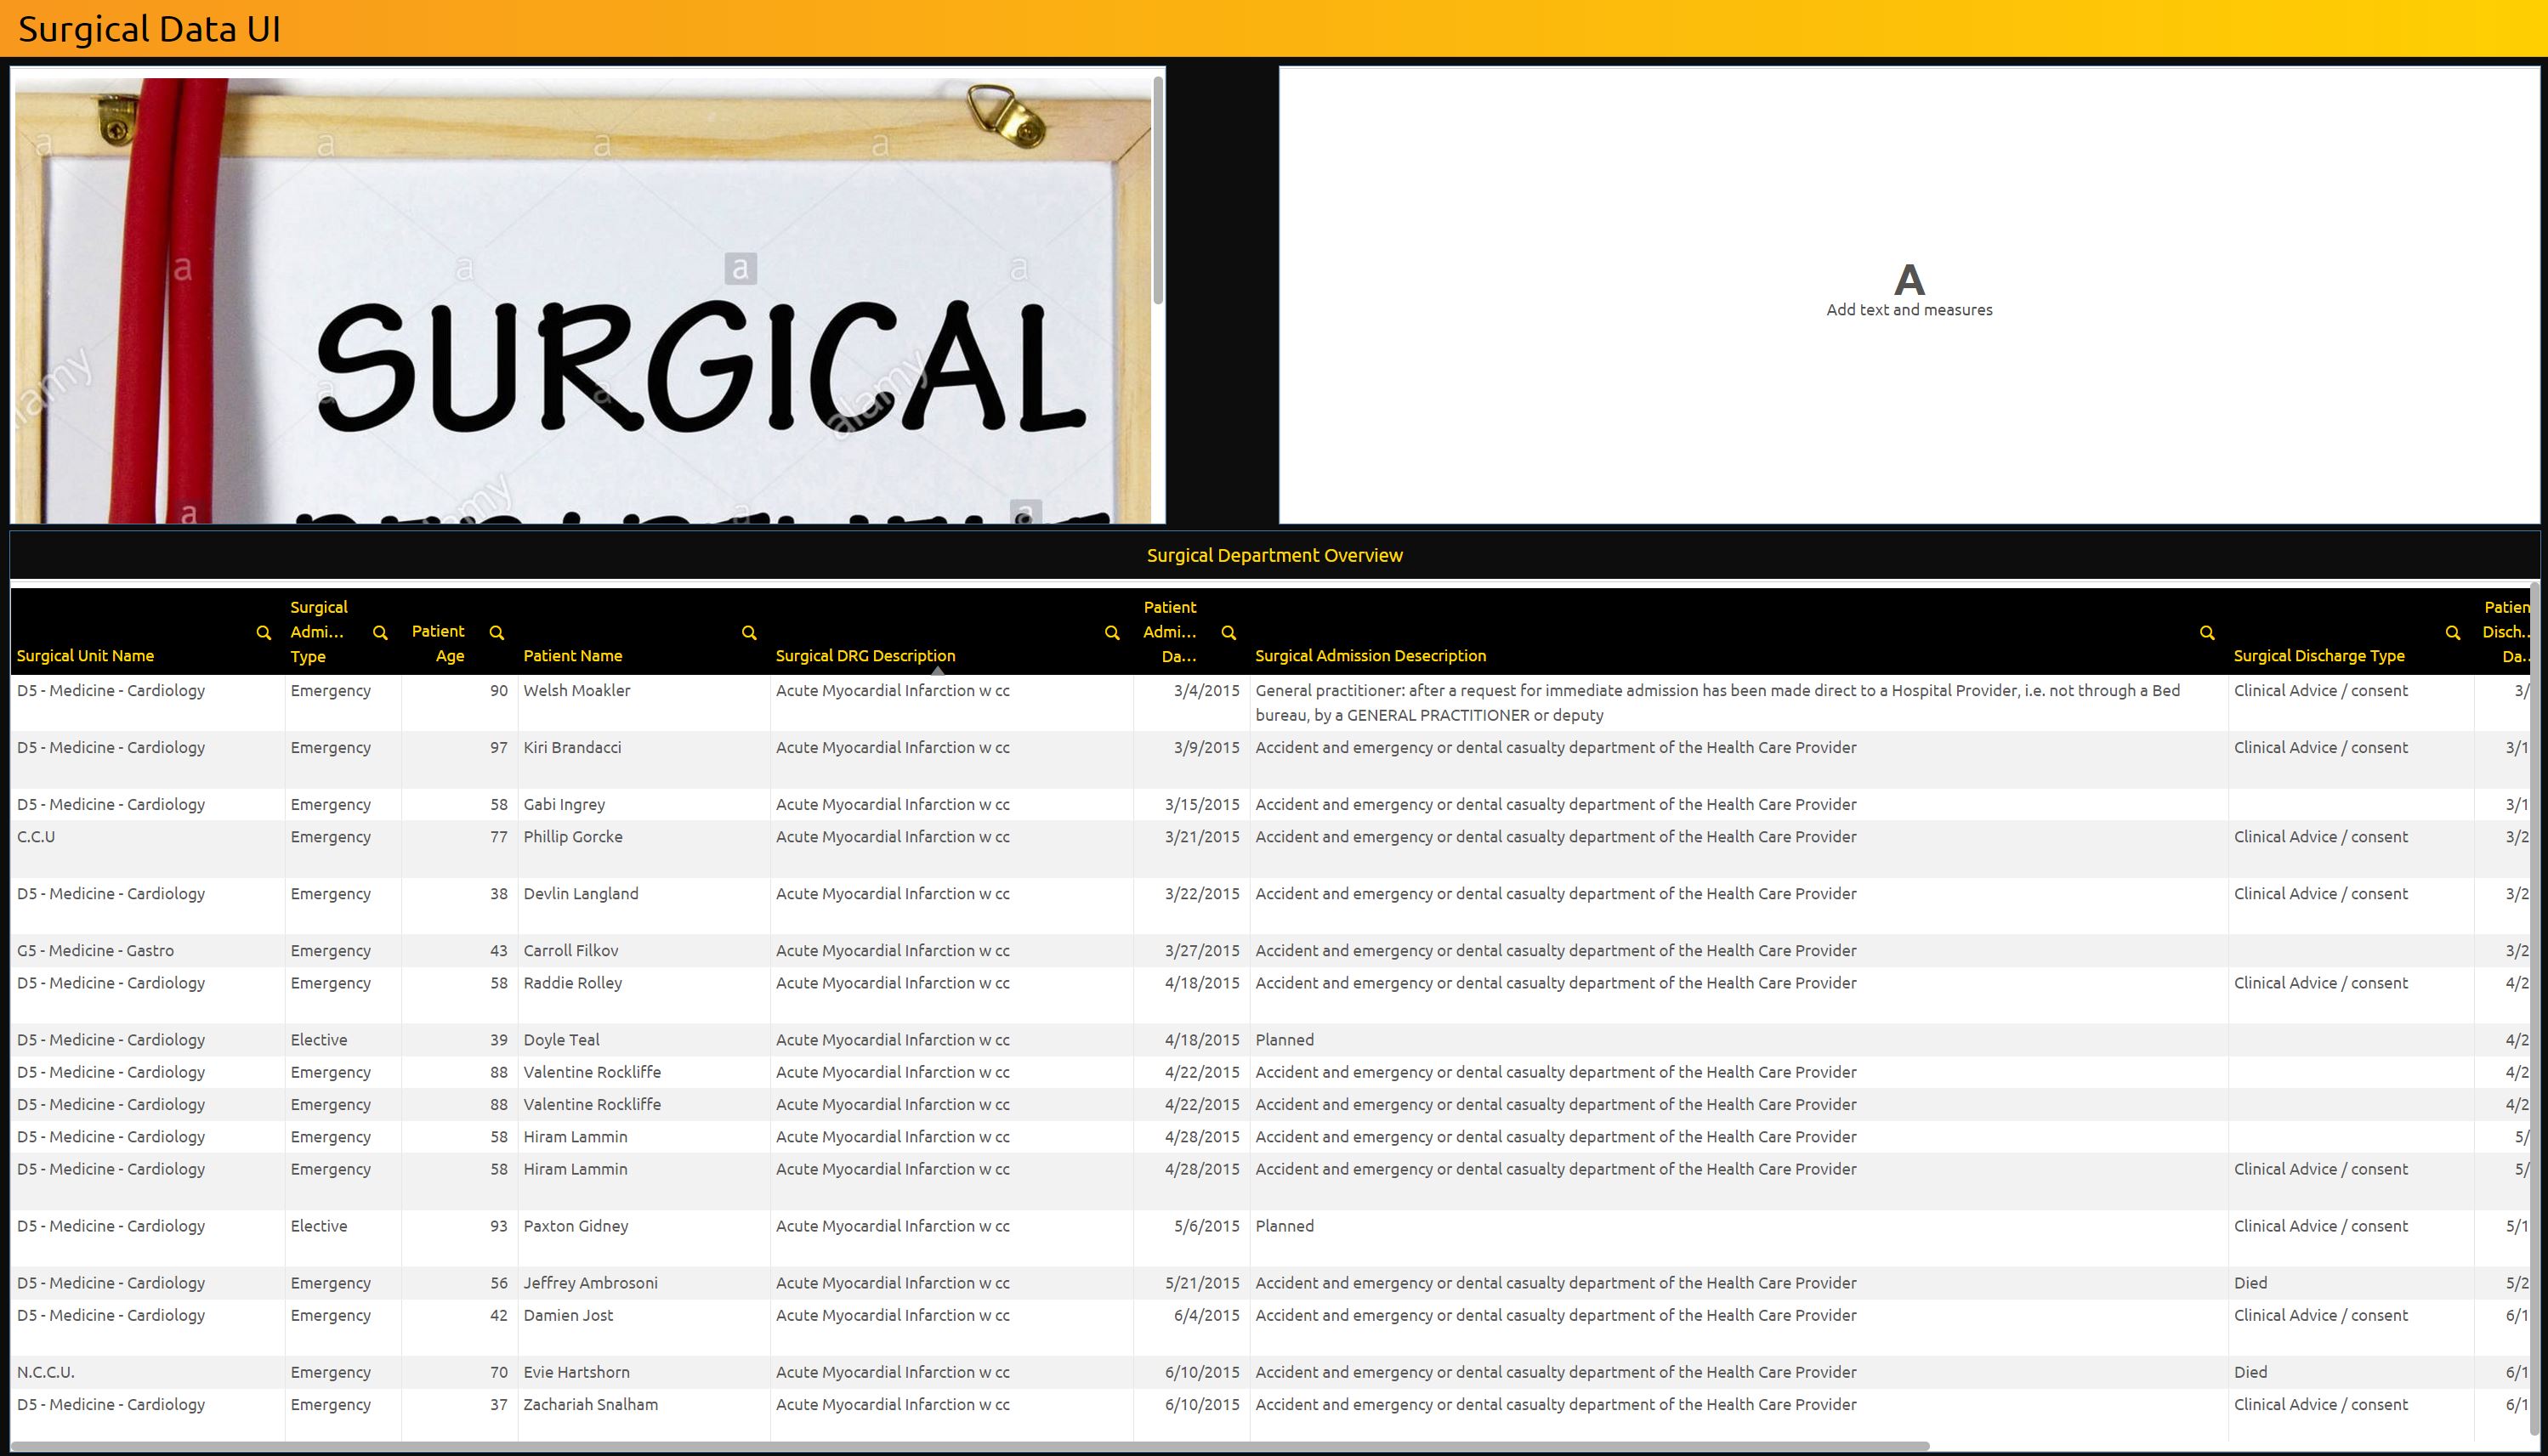 Surgical Data UI
SURGICAL
a a a a
a a a a
a a
alamy
a a a
A
Add text and measures
Surgical Department Overview
Surgical Unit Name Surgical Admi... Type Patient Age Patient Name Surgical DRG Description Patient Admi... Da... Surgical Admission Desecription Surgical Discharge Type Patien Disch... Da...
D5 - Medicine - Cardiology Emergency 90 Welsh Moakler Acute Myocardial Infarction w cc 3/4/2015 General practitioner: after a request for immediate admission has been made direct to a Hospital Provider, i.e. not through a Bed Clinical Advice / consent 3/
bureau, by a GENERAL PRACTITIONER or deputy
D5 - Medicine - Cardiology Emergency 97 Kiri Brandacci Acute Myocardial Infarction w cc 3/9/2015 Accident and emergency or dental casualty department of the Health Care Provider Clinical Advice / consent 3/1
D5 - Medicine - Cardiology Emergency 58 Gabi Ingrey Acute Myocardial Infarction w cc 3/15/2015 Accident and emergency or dental casualty department of the Health Care Provider 3/1
C.C.U Emergency 77 Phillip Gorcke Acute Myocardial Infarction w cc 3/21/2015 Accident and emergency or dental casualty department of the Health Care Provider Clinical Advice / consent 3/2
D5 - Medicine - Cardiology Emergency 38 Devlin Langland Acute Myocardial Infarction w cc 3/22/2015 Accident and emergency or dental casualty department of the Health Care Provider Clinical Advice / consent 3/2
G5 - Medicine - Gastro Emergency 43 Carroll Filkov Acute Myocardial Infarction w cc 3/27/2015 Accident and emergency or dental casualty department of the Health Care Provider 3/2
D5 - Medicine - Cardiology Emergency 58 Raddie Rolley Acute Myocardial Infarction w cc 4/18/2015 Accident and emergency or dental casualty department of the Health Care Provider Clinical Advice / consent 4/2
D5 - Medicine - Cardiology Elective 39 Doyle Teal Acute Myocardial Infarction w cc 4/18/2015 Planned 4/2
D5 - Medicine - Cardiology Emergency 88 Valentine Rockliffe Acute Myocardial Infarction w cc 4/22/2015 Accident and emergency or dental casualty department of the Health Care Provider 4/2
D5 - Medicine - Cardiology Emergency 88 Valentine Rockliffe Acute Myocardial Infarction w cc 4/22/2015 Accident and emergency or dental casualty department of the Health Care Provider 4/2
D5 - Medicine - Cardiology Emergency 58 Hiram Lammin Acute Myocardial Infarction w cc 4/28/2015 Accident and emergency or dental casualty department of the Health Care Provider 5/
D5 - Medicine - Cardiology Emergency 58 Hiram Lammin Acute Myocardial Infarction w cc 4/28/2015 Accident and emergency or dental casualty department of the Health Care Provider Clinical Advice / consent 5/
D5 - Medicine - Cardiology Elective 93 Paxton Gidney Acute Myocardial Infarction w cc 5/6/2015 Planned Clinical Advice / consent 5/1
D5 - Medicine - Cardiology Emergency 56 Jeffrey Ambrosoni Acute Myocardial Infarction w cc 5/21/2015 Accident and emergency or dental casualty department of the Health Care Provider Died 5/2
D5 - Medicine - Cardiology Emergency 42 Damien Jost Acute Myocardial Infarction w cc 6/4/2015 Accident and emergency or dental casualty department of the Health Care Provider Clinical Advice / consent 6/1
N.C.C.U. Emergency 70 Evie Hartshorn Acute Myocardial Infarction w cc 6/10/2015 Accident and emergency or dental casualty department of the Health Care Provider Died 6/1
D5 - Medicine - Cardiology Emergency 37 Zachariah Snalham Acute Myocardial Infarction w cc 6/10/2015 Accident and emergency or dental casualty department of the Health Care Provider Clinical Advice / consent 6/1